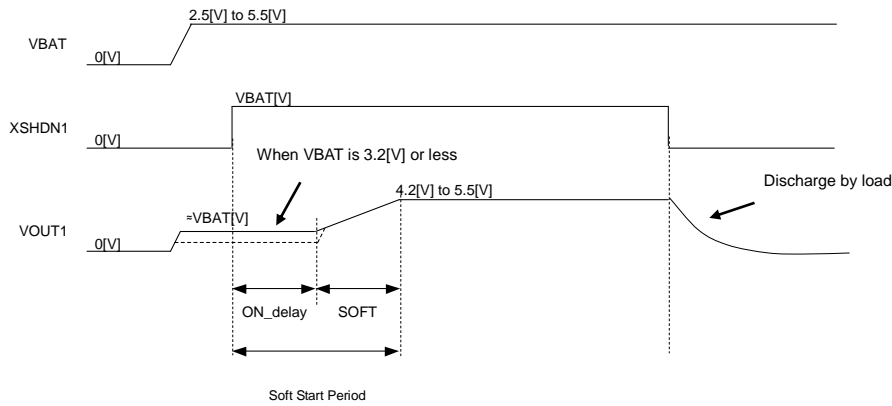 2.5[V] to 5.5[V]
VBAT
0[V]
VBAT[V]
XSHDN1
0[V]
When VBAT is 3.2[V] or less
4.2[V] to 5.5[V]
Discharge by load
≈VBAT[V]
VOUT1
0[V]
ON_delay
SOFT
Soft Start Period